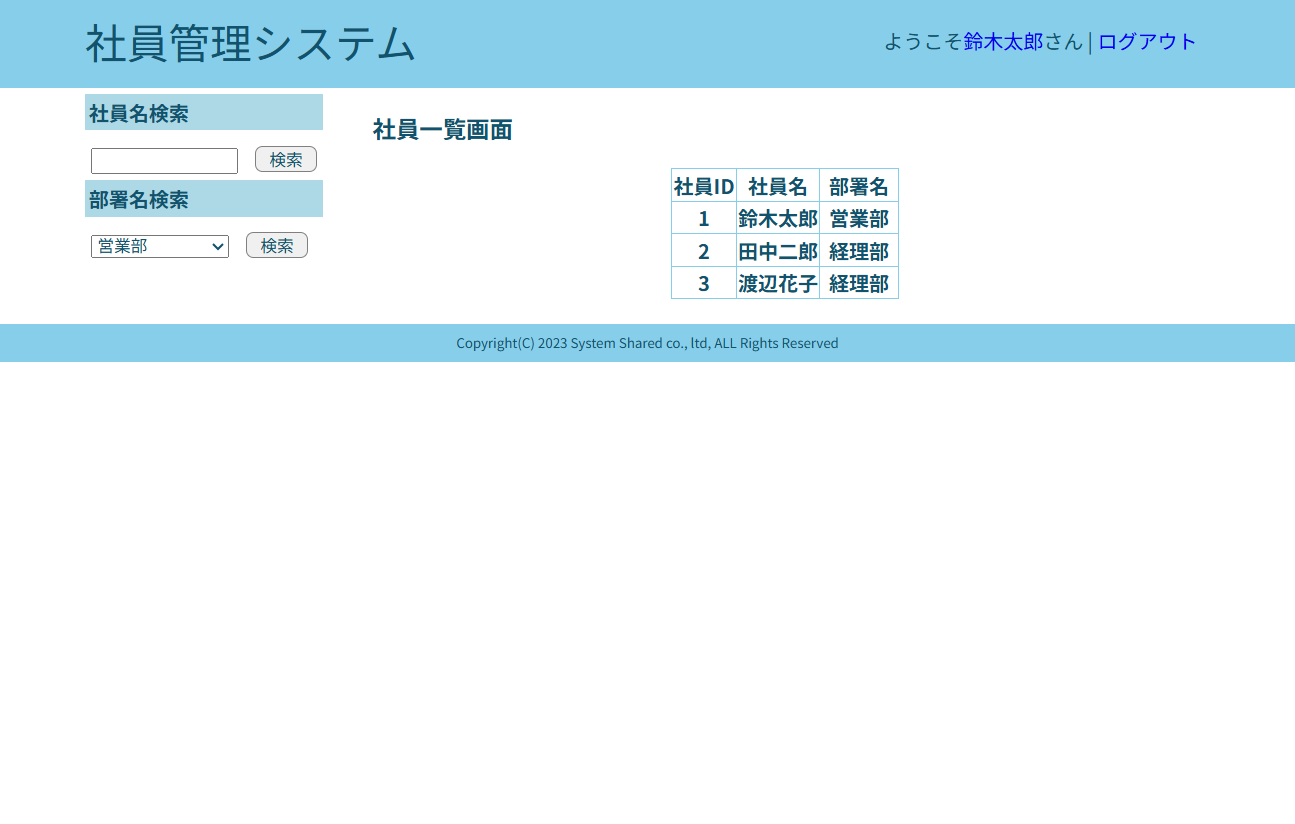 社員管理システム
ようこそ鈴木太郎さん | ログアウト
社員名検索
検索
部署名検索
営業部 検索
社員一覧画面
社員ID 社員名 部署名
1 鈴木太郎 営業部
2 田中二郎 経理部
3 渡辺花子 経理部
Copyright(C) 2023 System Shared co., ltd, ALL Rights Reserved